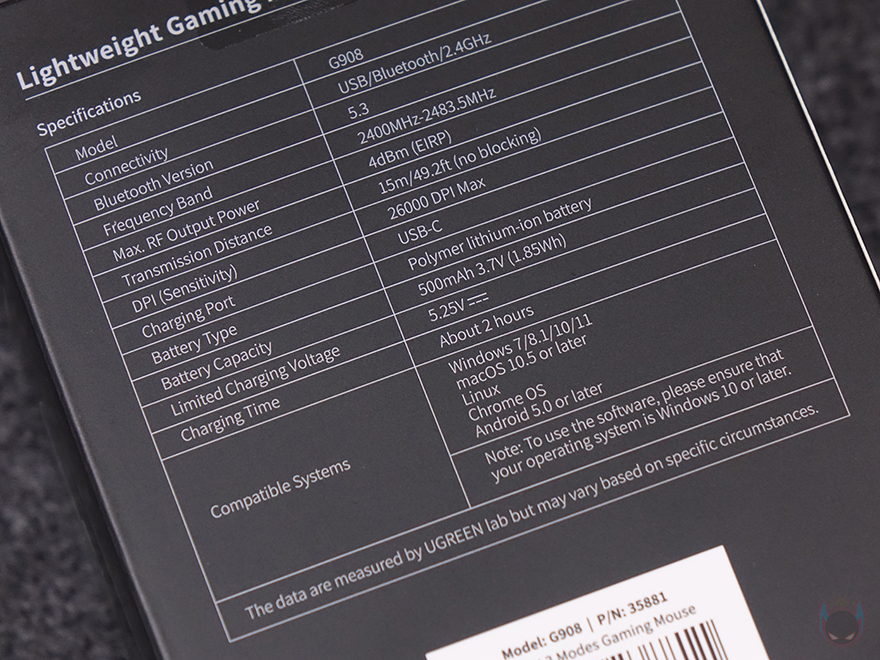 Lightweight Gaming
Specifications
Model G908
Connectivity USB/Bluetooth/2.4GHz
Bluetooth Version 5.3
Frequency Band 2400MHz-2483.5MHz
Max. RF Output Power 4dBm (EIRP)
Transmission Distance 15m/49.2ft (no blocking)
DPI (Sensitivity) 26000 DPI Max
Charging Port USB-C
Battery Type Polymer lithium-ion battery
Battery Capacity 500mAh 3.7V (1.85Wh)
Limited Charging Voltage 5.25V ⎓
Charging Time About 2 hours
Compatible Systems
Windows 7/8.1/10/11
macOS 10.5 or later
Linux
Chrome OS
Android 5.0 or later
Note: To use the software, please ensure that
your operating system is Windows 10 or later.
The data are measured by UGREEN lab but may vary based on specific circumstances.
Model: G908 | P/N: 35881
Modes Gaming Mouse